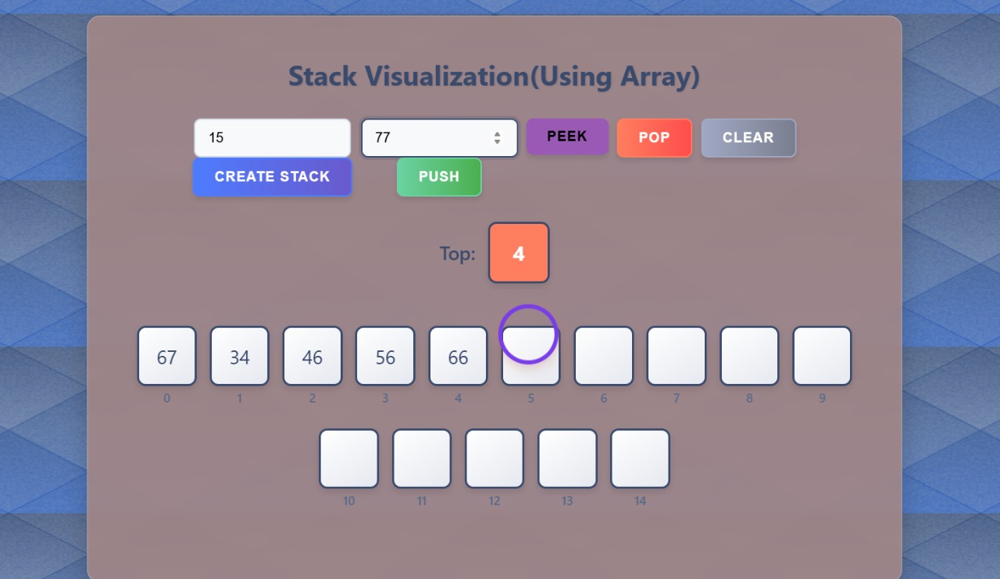 Stack Visualization(Using Array)
15 77 PEEK POP CLEAR
CREATE STACK PUSH
Top: 4
67 34 46 56 66
0 1 2 3 4 5 6 7 8 9
10 11 12 13 14